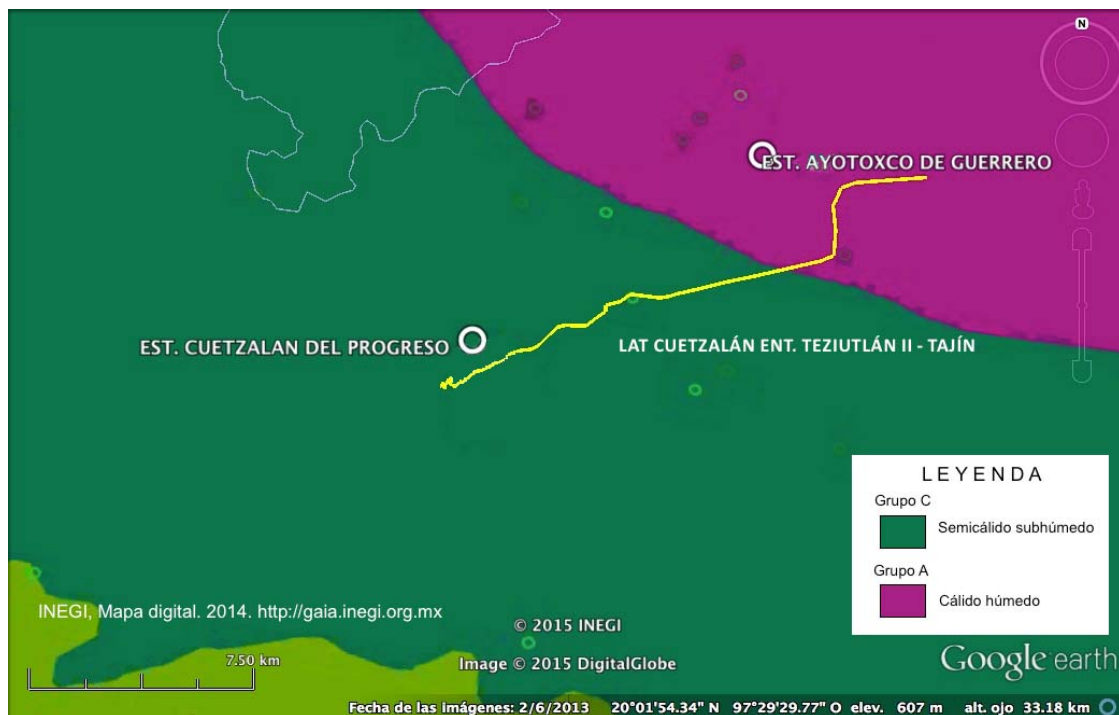 N
EST. AYOTOXCO DE GUERRERO
EST. CUETZALAN DEL PROGRESO
LAT CUETZALÁN ENT. TEZIUTLÁN II - TAJÍN
LEYENDA
Grupo C
Semicálido subhúmedo
Grupo A
Cálido húmedo
INEGI, Mapa digital. 2014. http://gaia.inegi.org.mx
© 2015 INEGI
7.50 km
Image © 2015 DigitalGlobe
Google earth
Fecha de las imágenes: 2/6/2013 20°01'54.34" N 97°29'29.77" O elev. 607 m alt. ojo 33.18 km